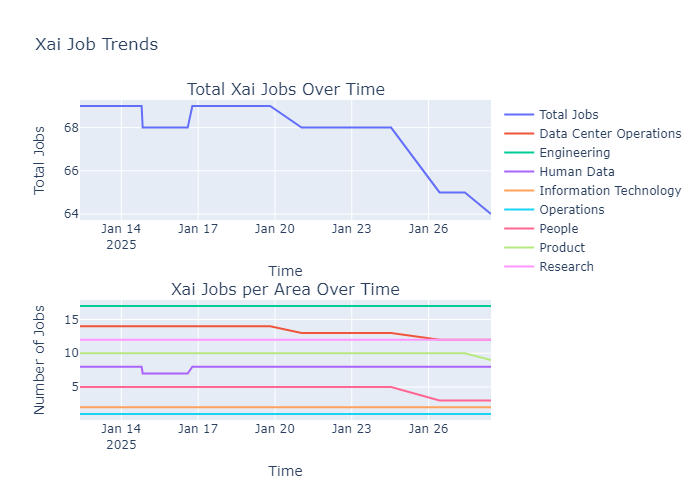 Xai Job Trends
Total Xai Jobs Over Time
Total Jobs
68
66
64
Jan 14
2025
Jan 17
Jan 20
Jan 23
Jan 26
Time
Total Jobs
Data Center Operations
Engineering
Human Data
Information Technology
Operations
People
Product
Research
Xai Jobs per Area Over Time
Number of Jobs
15
10
5
Jan 14
2025
Jan 17
Jan 20
Jan 23
Jan 26
Time